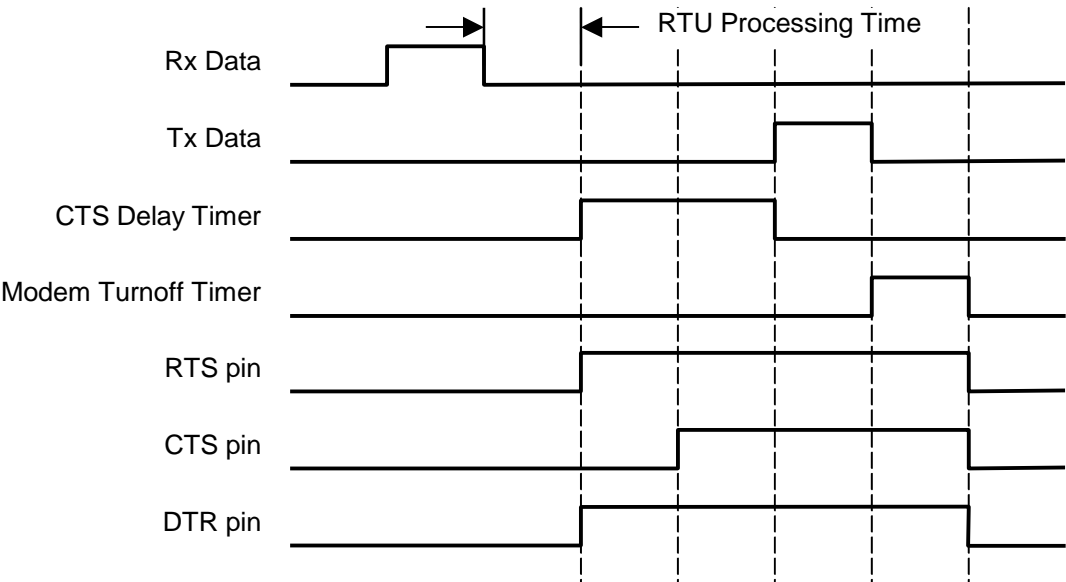 RTU Processing Time
Rx Data
Tx Data
CTS Delay Timer
Modem Turnoff Timer
RTS pin
CTS pin
DTR pin